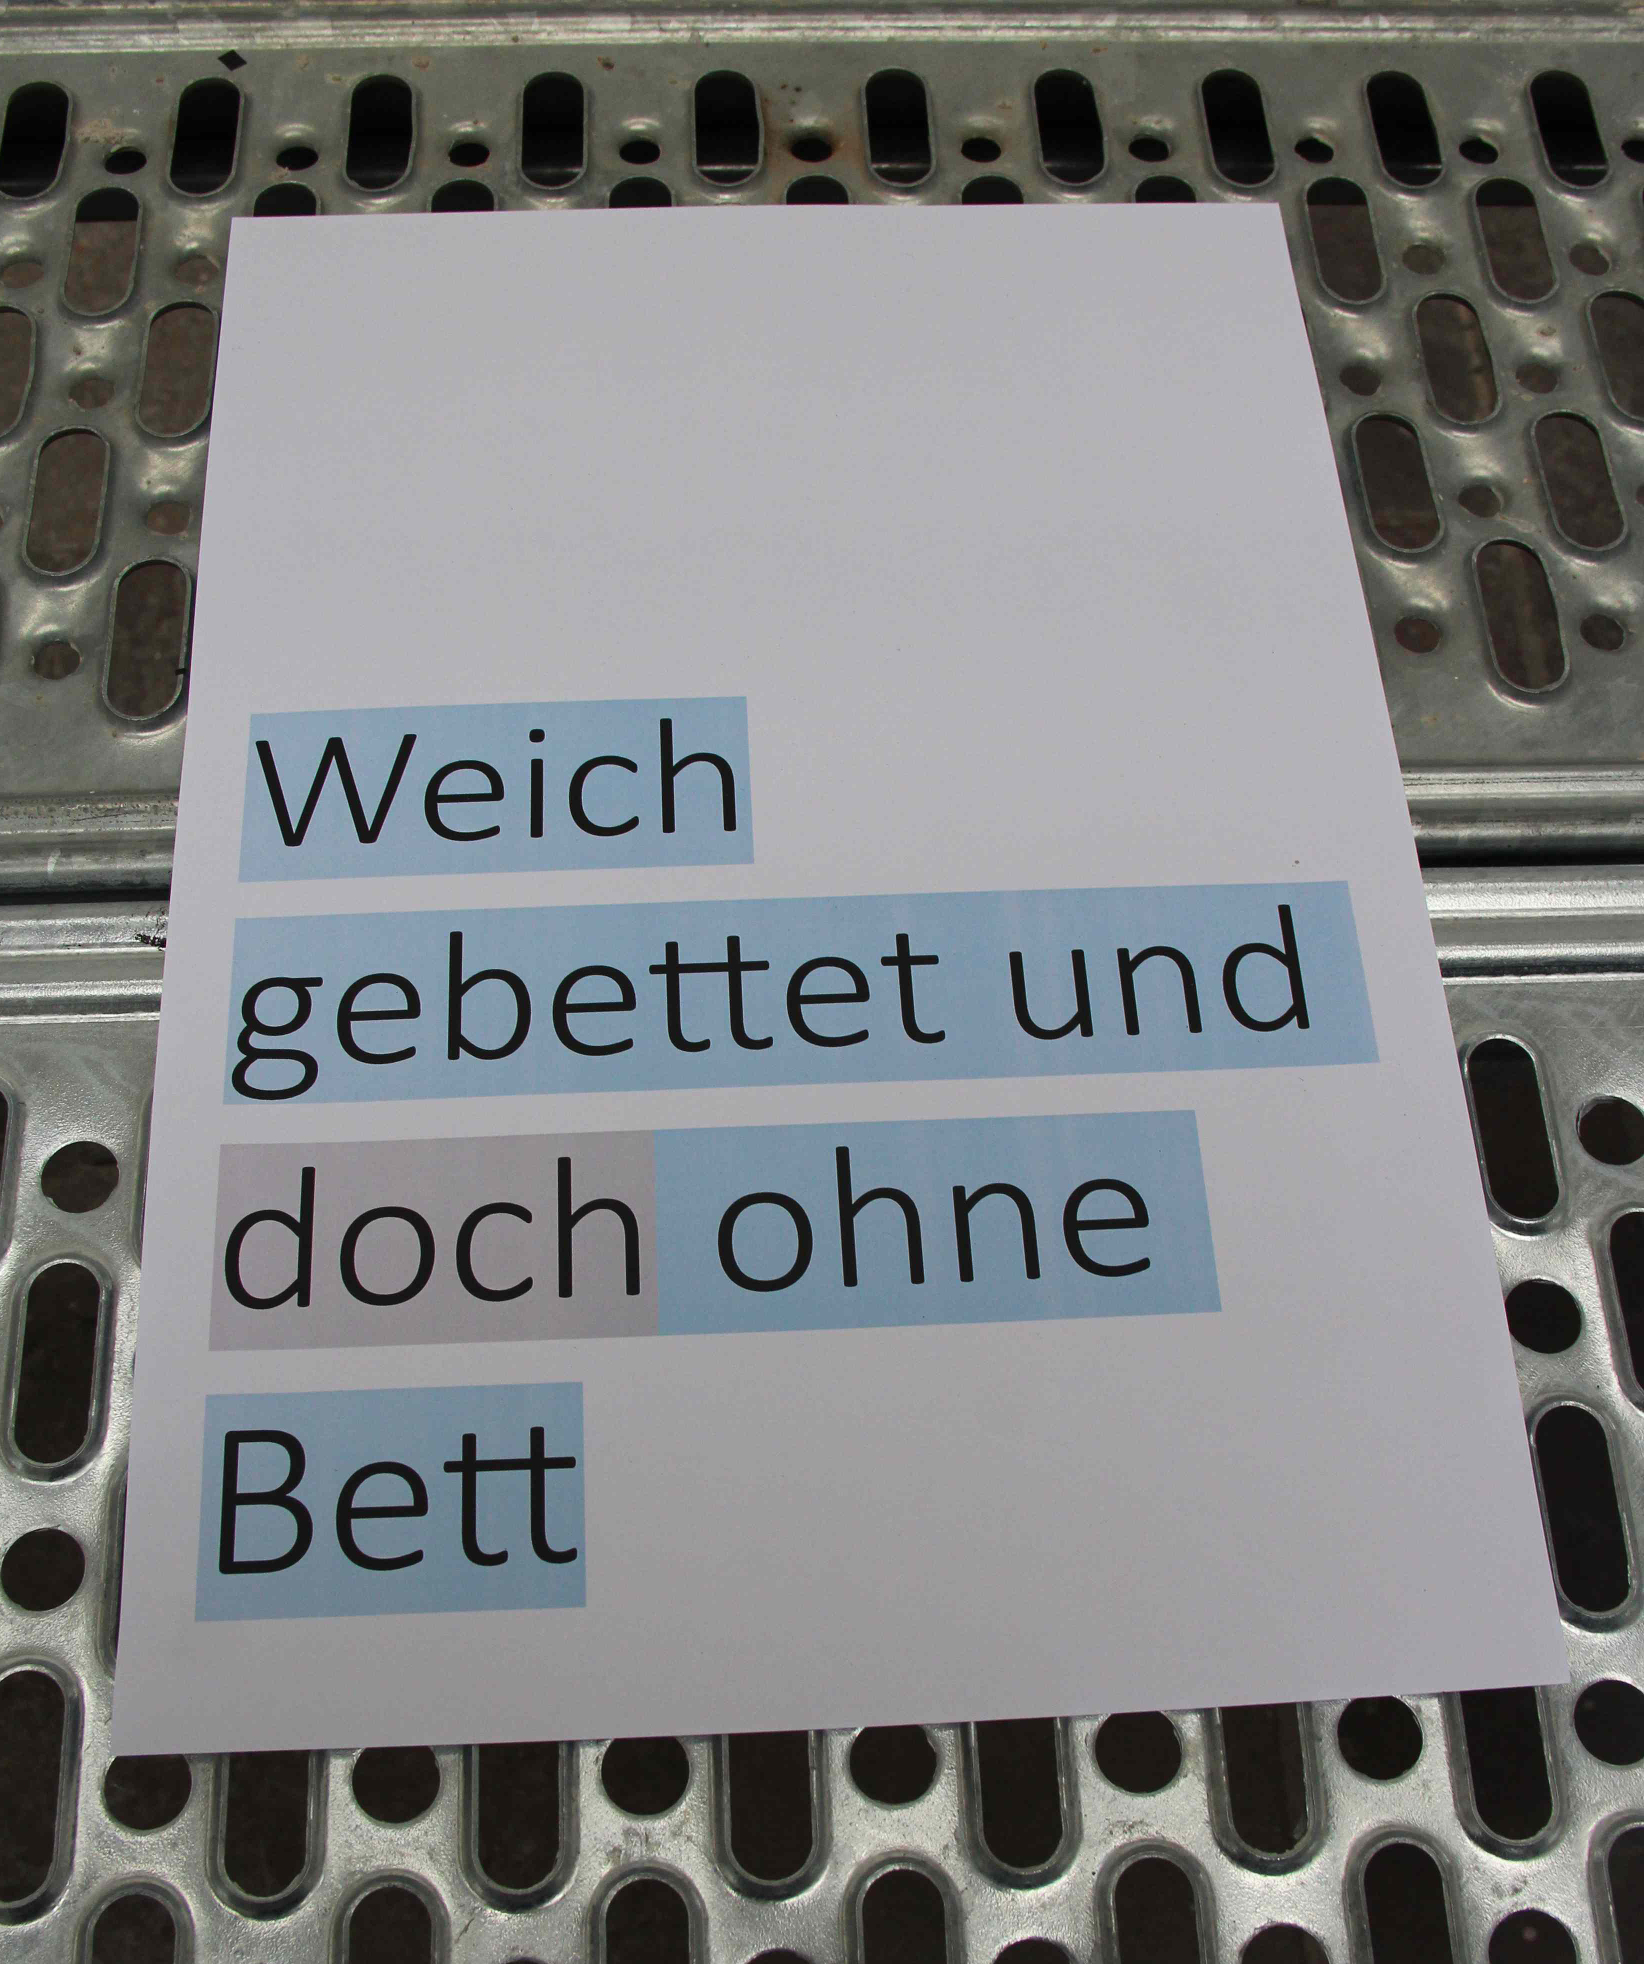 Weich
gebettet und
doch ohne
Bett